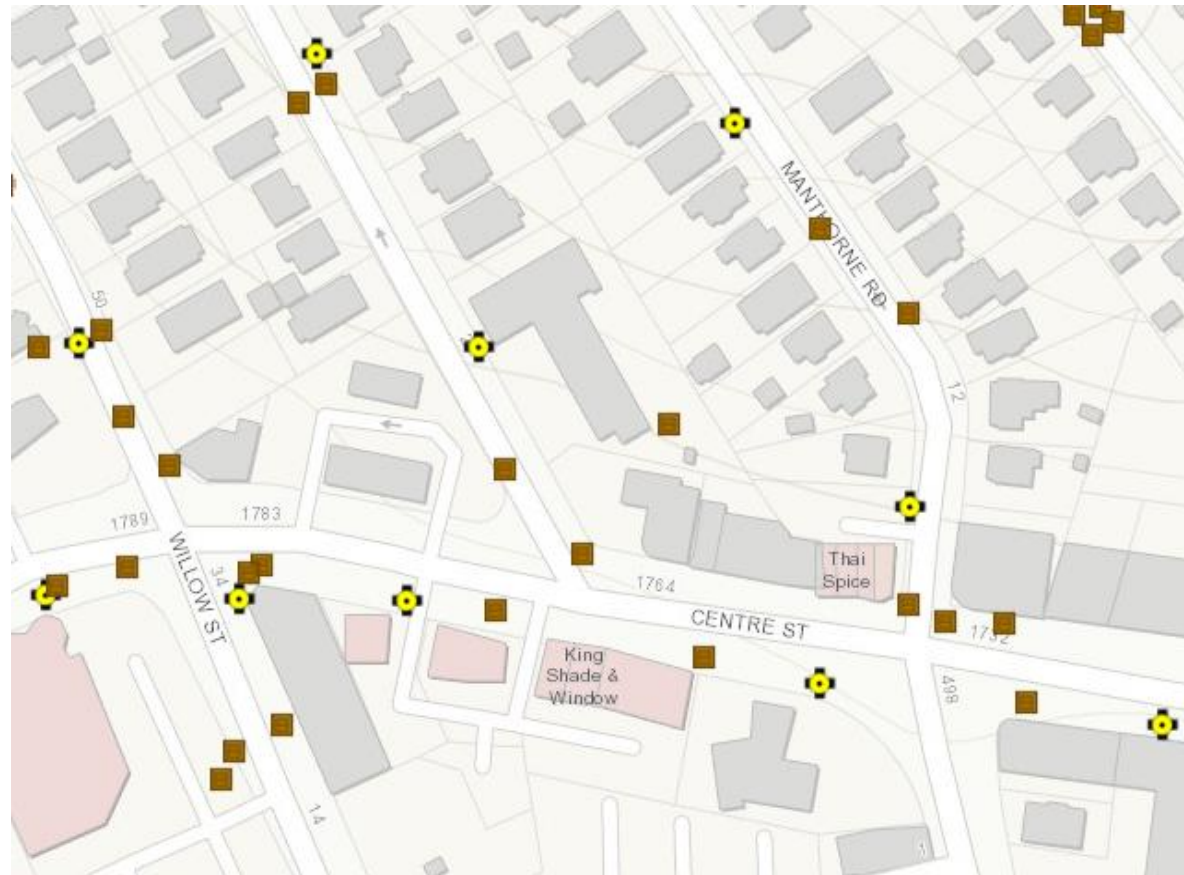 MANTHORNE RD
50
12
1789
1783
WILLOW ST
34
Thai
Spice
1764
CENTRE ST
1752
King
Shade &
Window
498
14
1